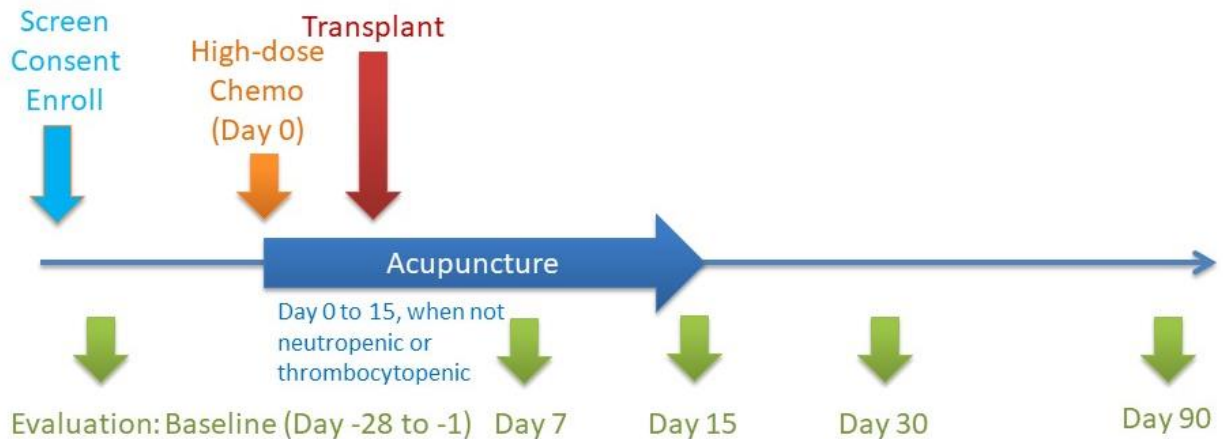 Screen
Consent
Enroll
High-dose
Chemo
(Day 0)
Transplant
Acupuncture
Day 0 to 15, when not
neutropenic or
thrombocytopenic
Evaluation: Baseline (Day -28 to -1) Day 7 Day 15 Day 30 Day 90